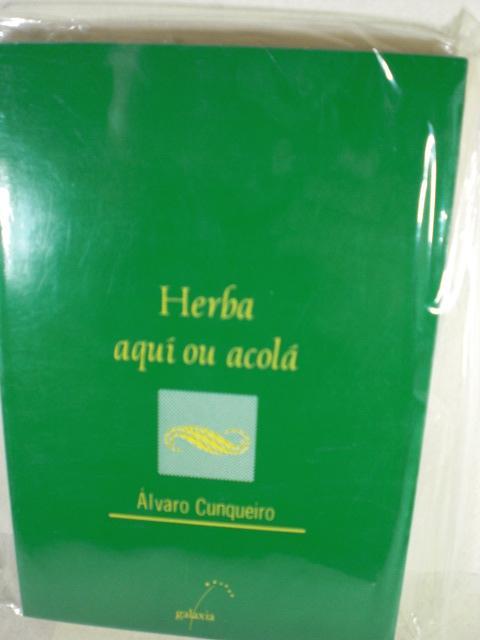 Herba
aquí ou acolá
Álvaro Cunqueiro
galaxia